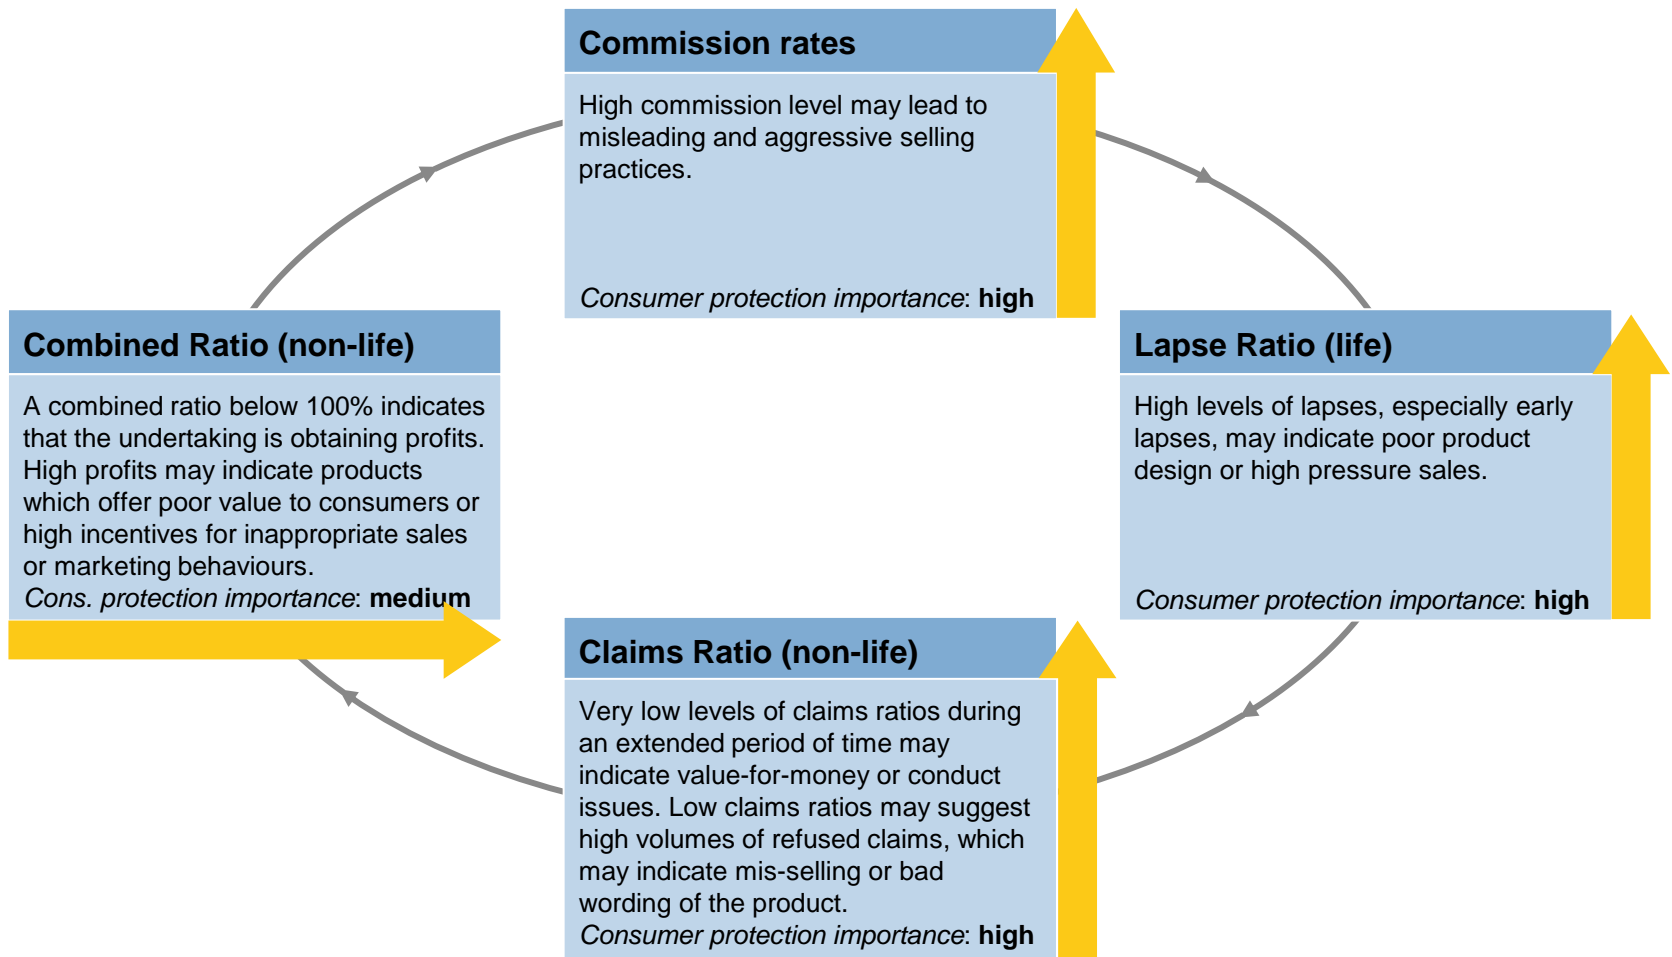 Commission rates
High commission level may lead to
misleading and aggressive selling
practices.
Consumer protection importance: high
Combined Ratio (non-life)
A combined ratio below 100% indicates
that the undertaking is obtaining profits.
High profits may indicate products
which offer poor value to consumers or
high incentives for inappropriate sales
or marketing behaviours.
Cons. protection importance: medium
Lapse Ratio (life)
High levels of lapses, especially early
lapses, may indicate poor product
design or high pressure sales.
Consumer protection importance: high
Claims Ratio (non-life)
Very low levels of claims ratios during
an extended period of time may
indicate value-for-money or conduct
issues. Low claims ratios may suggest
high volumes of refused claims, which
may indicate mis-selling or bad
wording of the product.
Consumer protection importance: high